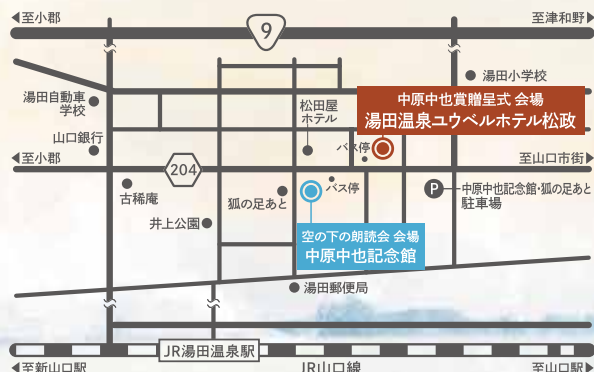 ◀至小郡
至津和野▶
9
湯田小学校
湯田自動車
学校
松田屋
ホテル
中原中也賞贈呈式 会場
湯田温泉ユウベルホテル松政
山口銀行
バス停
◀至小郡
204
至山口市街▶
古稀庵
狐の足あと
バス停
P
中原中也記念館・狐の足あと
駐車場
井上公園
空の下の朗読会 会場
中原中也記念館
湯田郵便局
JR湯田温泉駅
◀至新山口駅
JR山口線
至山口駅▶